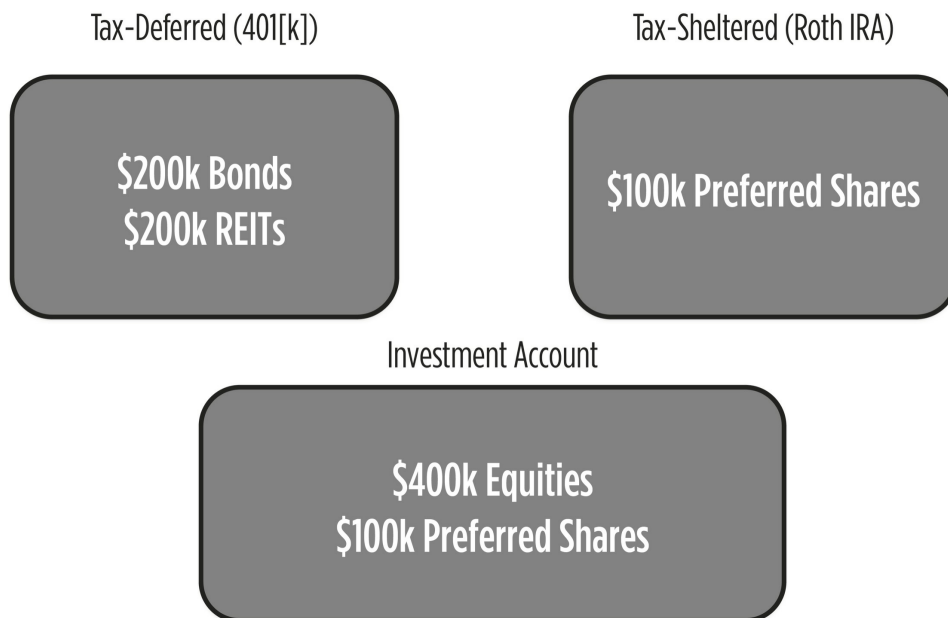 Tax-Deferred (401[k])
Tax-Sheltered (Roth IRA)
$200k Bonds
$200k REITs
$100k Preferred Shares
Investment Account
$400k Equities
$100k Preferred Shares